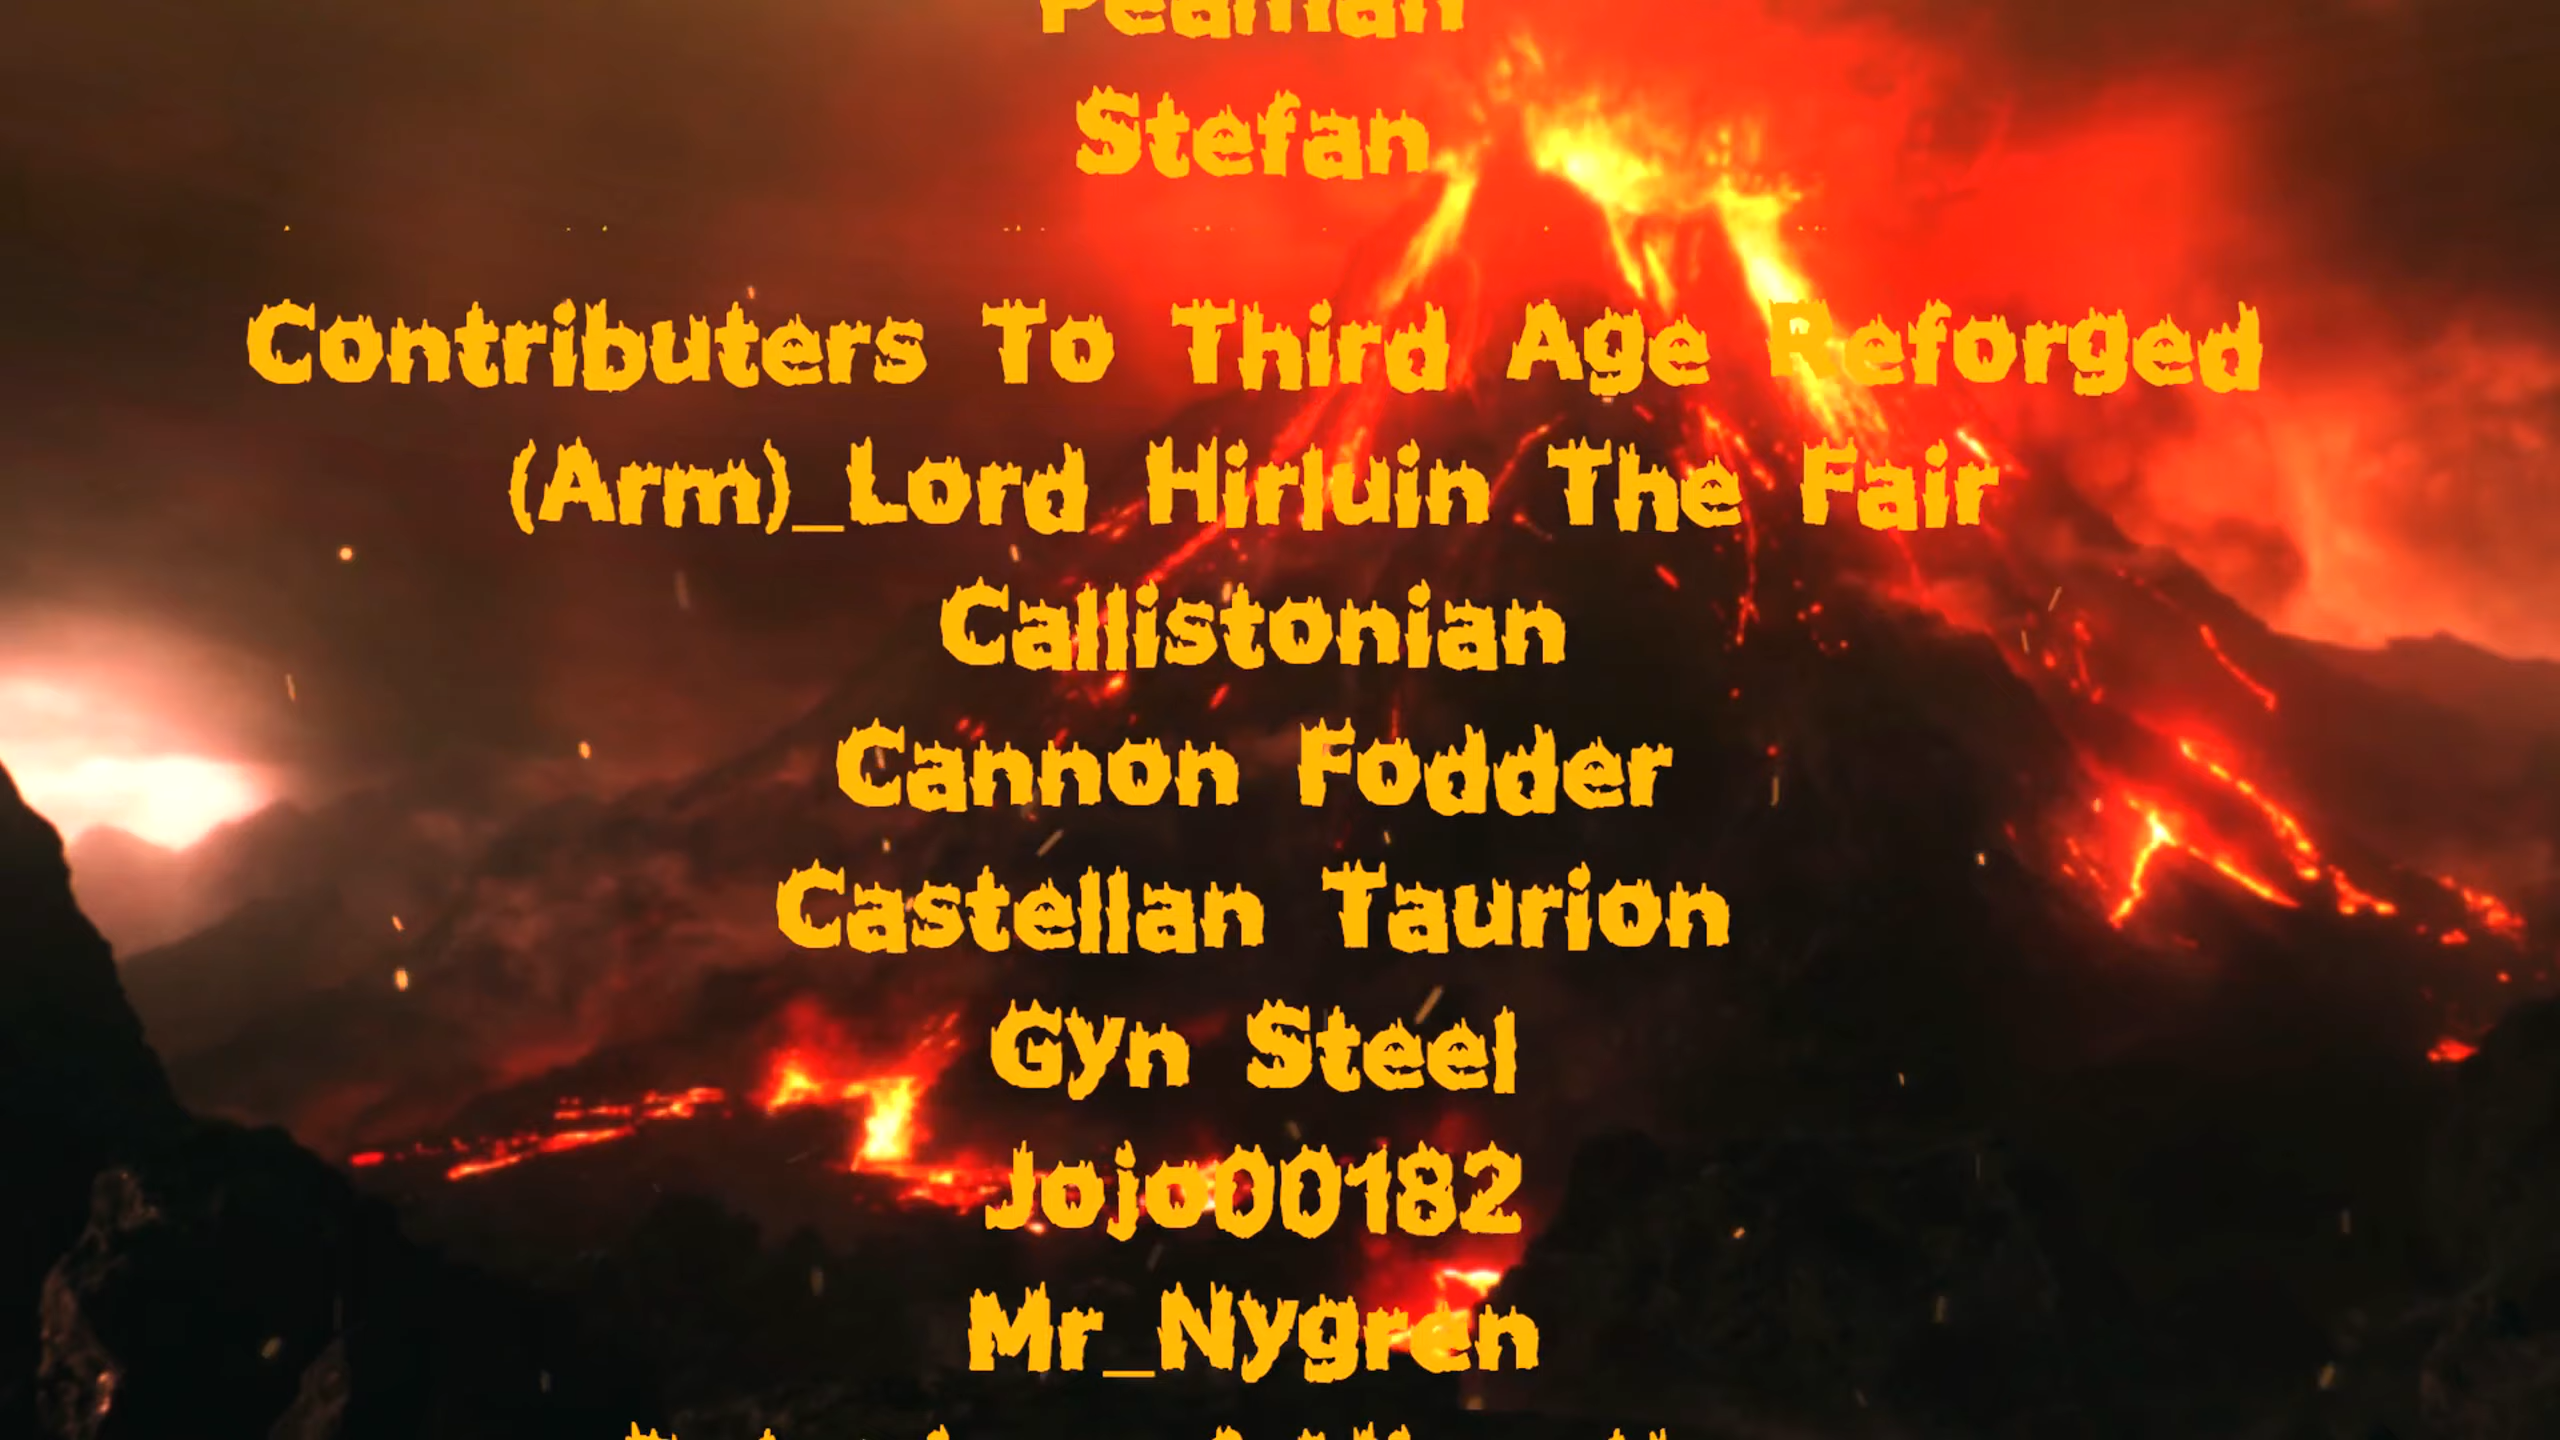 Stefan
Contributers To Third Age Reforged
(Arm)_Lord Hirluin The Fair
Callistonian
Cannon Fodder
Castellan Taurion
Gyn Steel
Jojo00182
Mr_Nygren